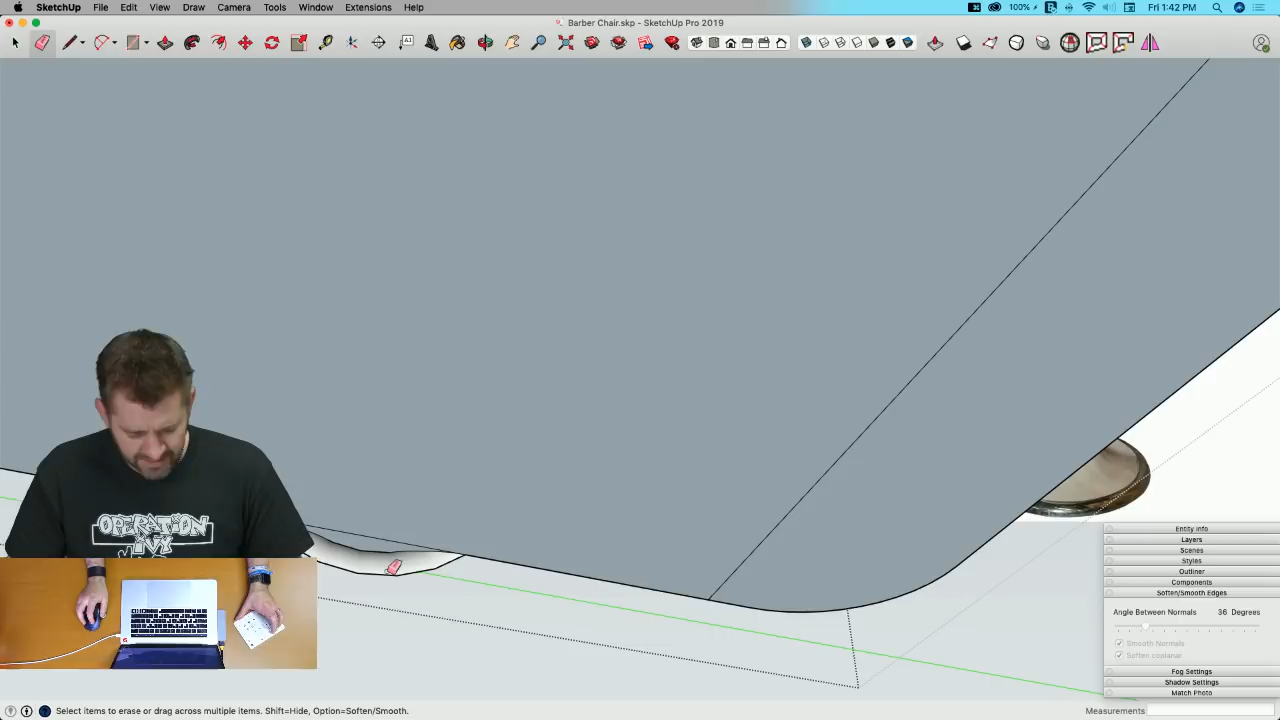 SketchUp File Edit View Draw Camera Tools Window Extensions Help
100% Fri 1:42 PM
Barber Chair.skp - SketchUp Pro 2019
A1
OPERATION
IVY
Entity Info
Layers
Scenes
Styles
Outliner
Components
Soften/Smooth Edges
Angle Between Normals 36 Degrees
Smooth Normals
Soften coplanar
Fog Settings
Shadow Settings
Match Photo
Select items to erase or drag across multiple items. Shift=Hide, Option=Soften/Smooth.
Measurements